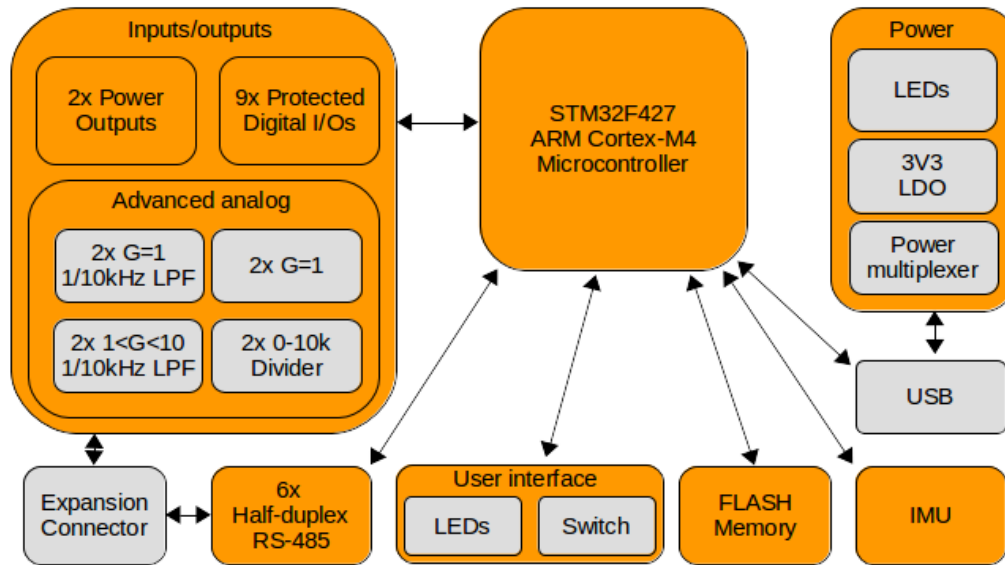 Inputs/outputs
2x Power
Outputs
9x Protected
Digital I/Os
Advanced analog
2x G=1
1/10kHz LPF
2x G=1
2x 1<G<10
1/10kHz LPF
2x 0-10k
Divider
STM32F427
ARM Cortex-M4
Microcontroller
Power
LEDs
3V3
LDO
Power
multiplexer
USB
Expansion
Connector
6x
Half-duplex
RS-485
User interface
LEDs
Switch
FLASH
Memory
IMU